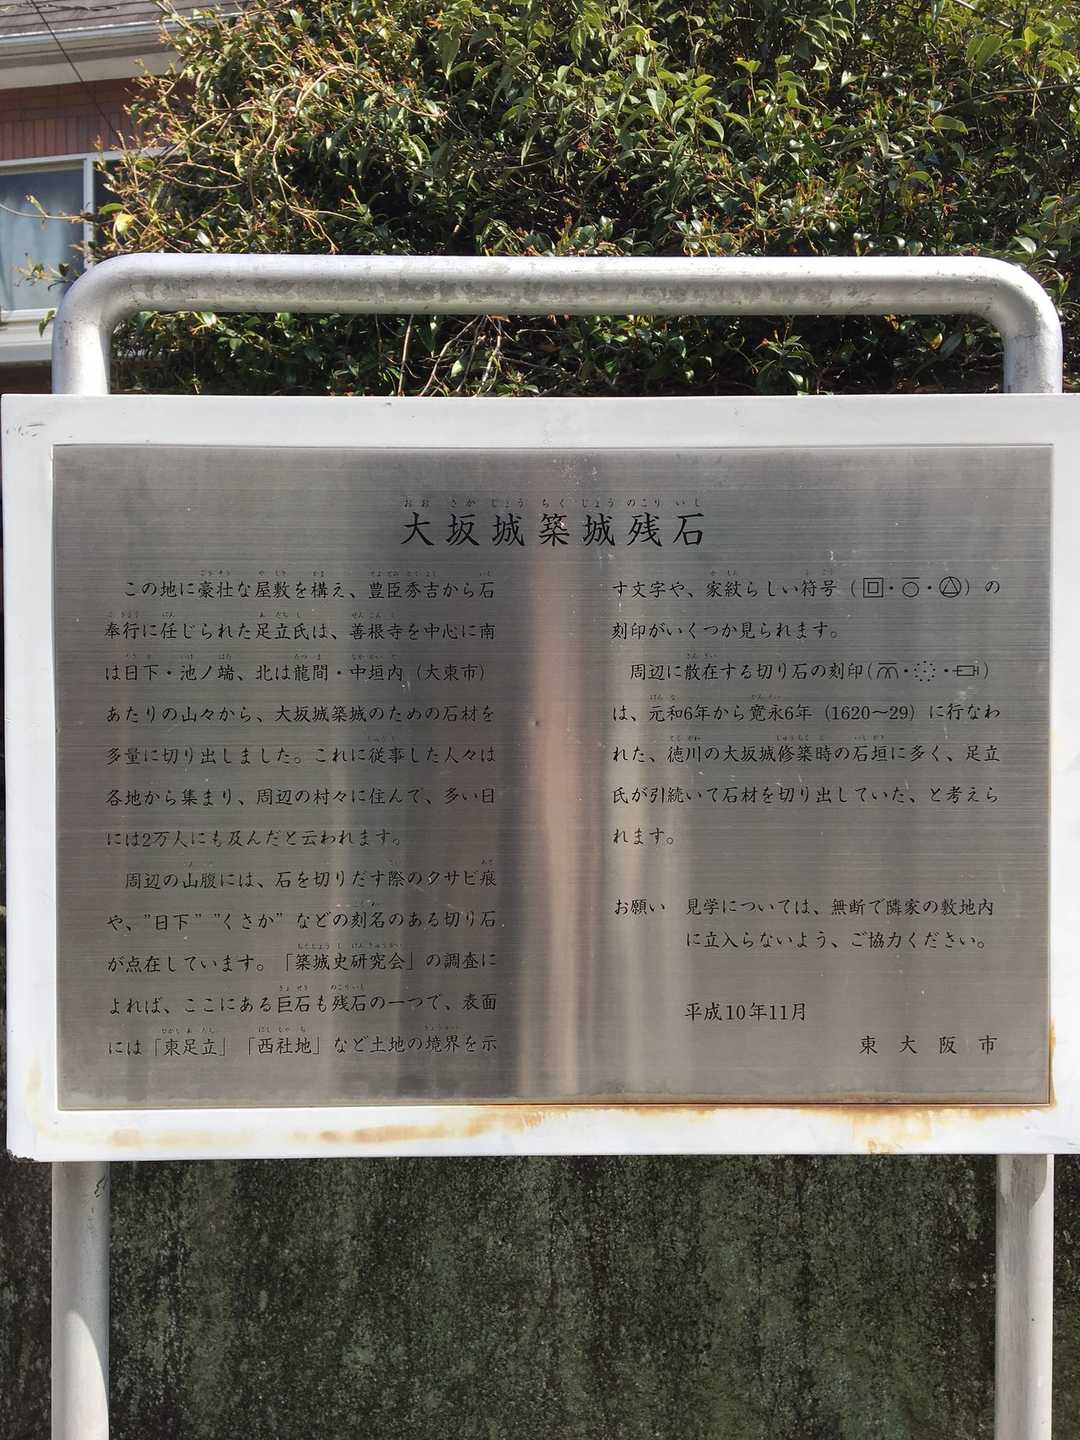 大坂城築城残石
この地に豪壮な屋敷を構え、豊臣秀吉から石
奉行に任じられた足立氏は、善根寺を中心に南
は日下・池ノ端、北は龍間・中垣内（大東市）
あたりの山々から、大坂城築城のための石材を
多量に切り出しました。これに従事した人々は
各地から集まり、周辺の村々に住んで、多い日
には2万人にも及んだと云われます。
周辺の山腹には、石を切りだす際のクサビ痕
や、”日下” ”くさか” などの刻名のある切り石
が点在しています。「築城史研究会」の調査に
よれば、ここにある巨石も残石の一つで、表面
には「東足立」「西社地」など土地の境界を示
す文字や、家紋らしい符号（・・）の
刻印がいくつか見られます。
周辺に散在する切り石の刻印(・・)
は、元和6年から寛永6年（1620〜29）に行なわ
れた、徳川の大坂城修築時の石垣に多く、足立
氏が引続いて石材を切り出していた、と考えら
れます。
お願い　見学については、無断で隣家の敷地内
に立入らないよう、ご協力ください。
平成10年11月
東大阪市